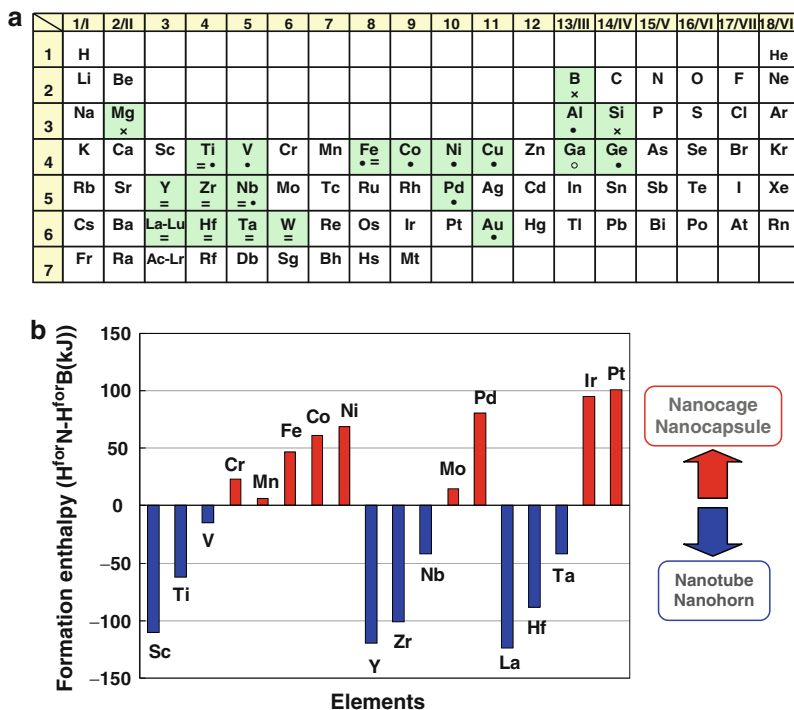 a
1/I 2/II 3 4 5 6 7 8 9 10 11 12 13/III 14/IV 15/V 16/VI 17/VII 18/VI
1 H He
2 Li Be B C N O F Ne
×
3 Na Mg Al Si P S Cl Ar
× • ×
4 K Ca Sc Ti V Cr Mn Fe Co Ni Cu Zn Ga Ge As Se Br Kr
= • • • = • • • ○ •
5 Rb Sr Y Zr Nb Mo Tc Ru Rh Pd Ag Cd In Sn Sb Te I Xe
= = = • •
6 Cs Ba La-Lu Hf Ta W Re Os Ir Pt Au Hg Tl Pb Bi Po At Rn
= = = = •
7 Fr Ra Ac-Lr Rf Db Sg Bh Hs Mt
b
Formation enthalpy (H^forN-H^forB(kJ))
150
100
50
0
−50
−100
−150
Sc
Ti
V
Cr
Mn
Fe
Co
Ni
Y
Zr
Nb
Mo
Pd
La
Hf
Ta
Ir
Pt
Elements
Nanocage
Nanocapsule
Nanotube
Nanohorn